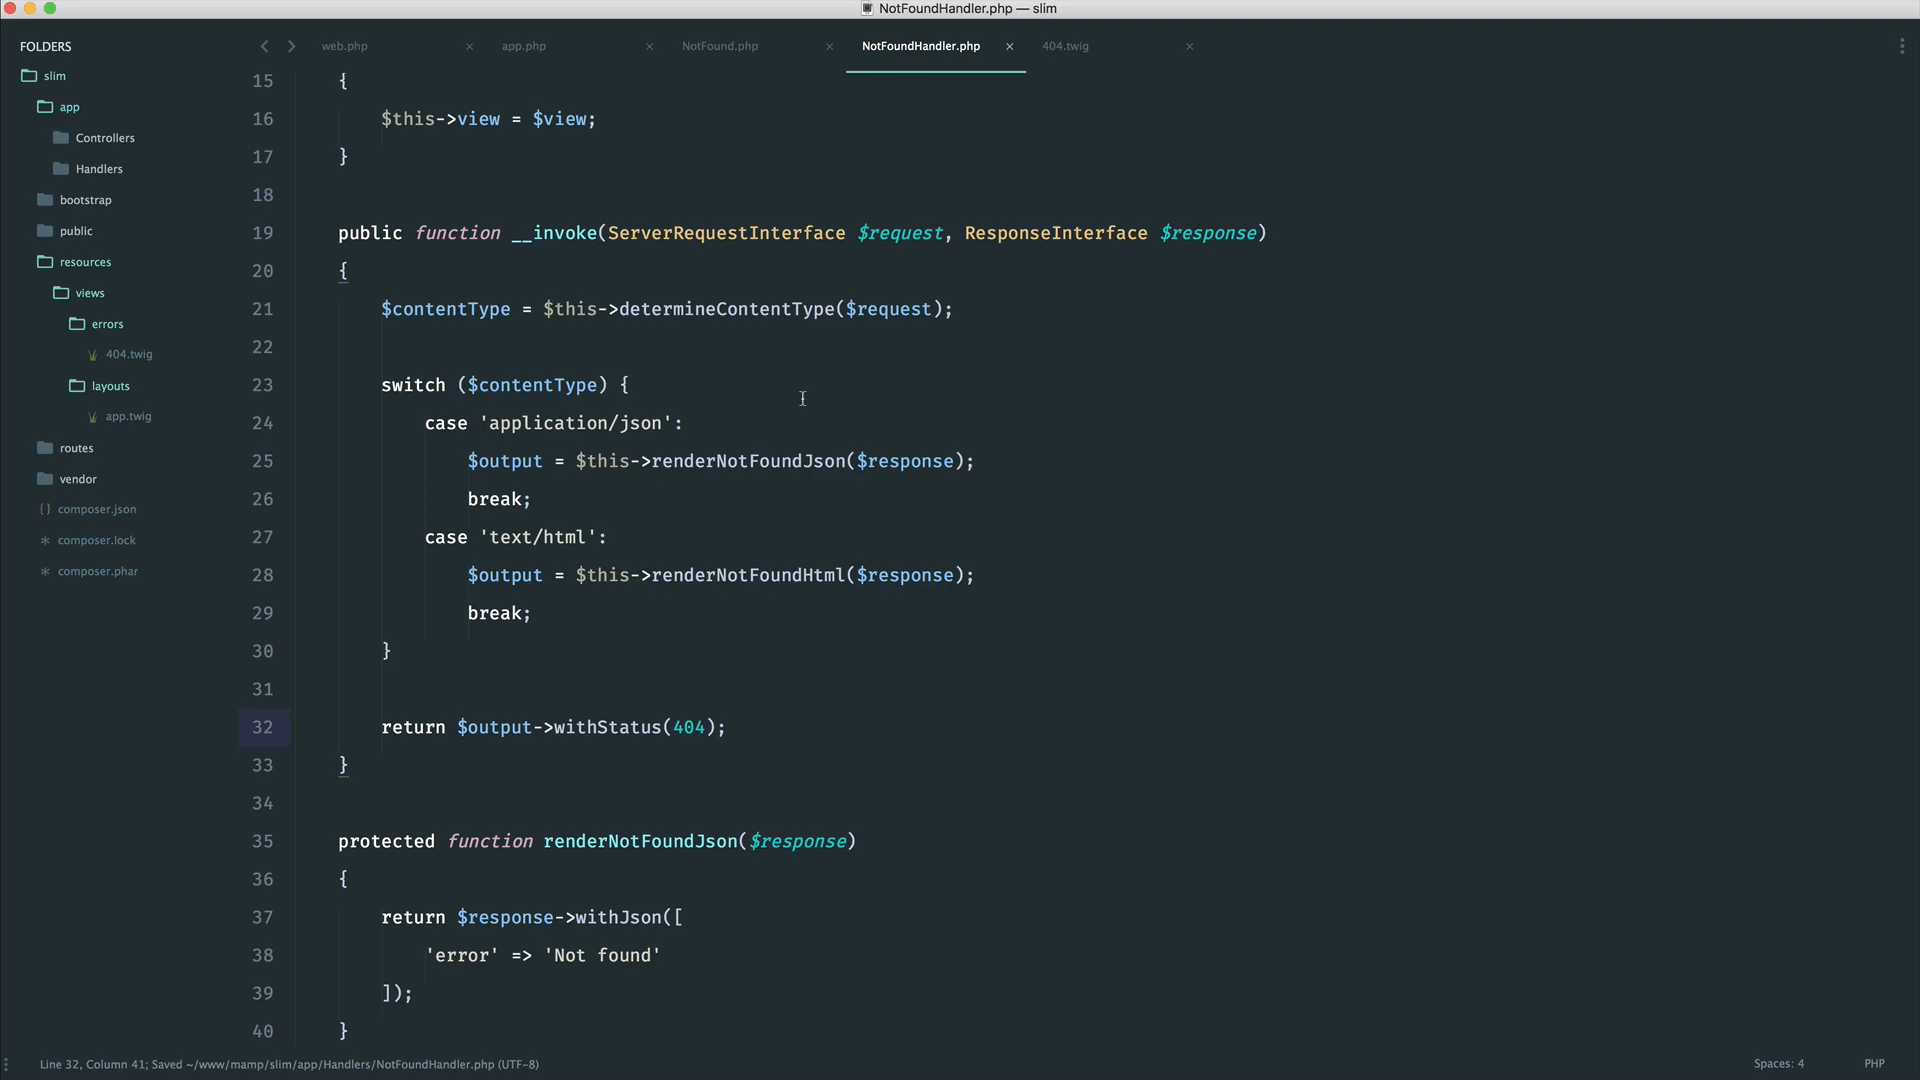 NotFoundHandler.php — slim
FOLDERS
slim
app
Controllers
Handlers
bootstrap
public
resources
views
errors
404.twig
layouts
app.twig
routes
vendor
composer.json
composer.lock
composer.phar
web.php × app.php × NotFound.php × NotFoundHandler.php × 404.twig ×
15 {
16 $this->view = $view;
17 }
18
19 public function __invoke(ServerRequestInterface $request, ResponseInterface $response)
20 {
21 $contentType = $this->determineContentType($request);
22
23 switch ($contentType) {
24 case 'application/json':
25 $output = $this->renderNotFoundJson($response);
26 break;
27 case 'text/html':
28 $output = $this->renderNotFoundHtml($response);
29 break;
30 }
31
32 return $output->withStatus(404);
33 }
34
35 protected function renderNotFoundJson($response)
36 {
37 return $response->withJson([
38 'error' => 'Not found'
39 ]);
40 }
Line 32, Column 41; Saved ~/www/mamp/slim/app/Handlers/NotFoundHandler.php (UTF-8) Spaces: 4 PHP